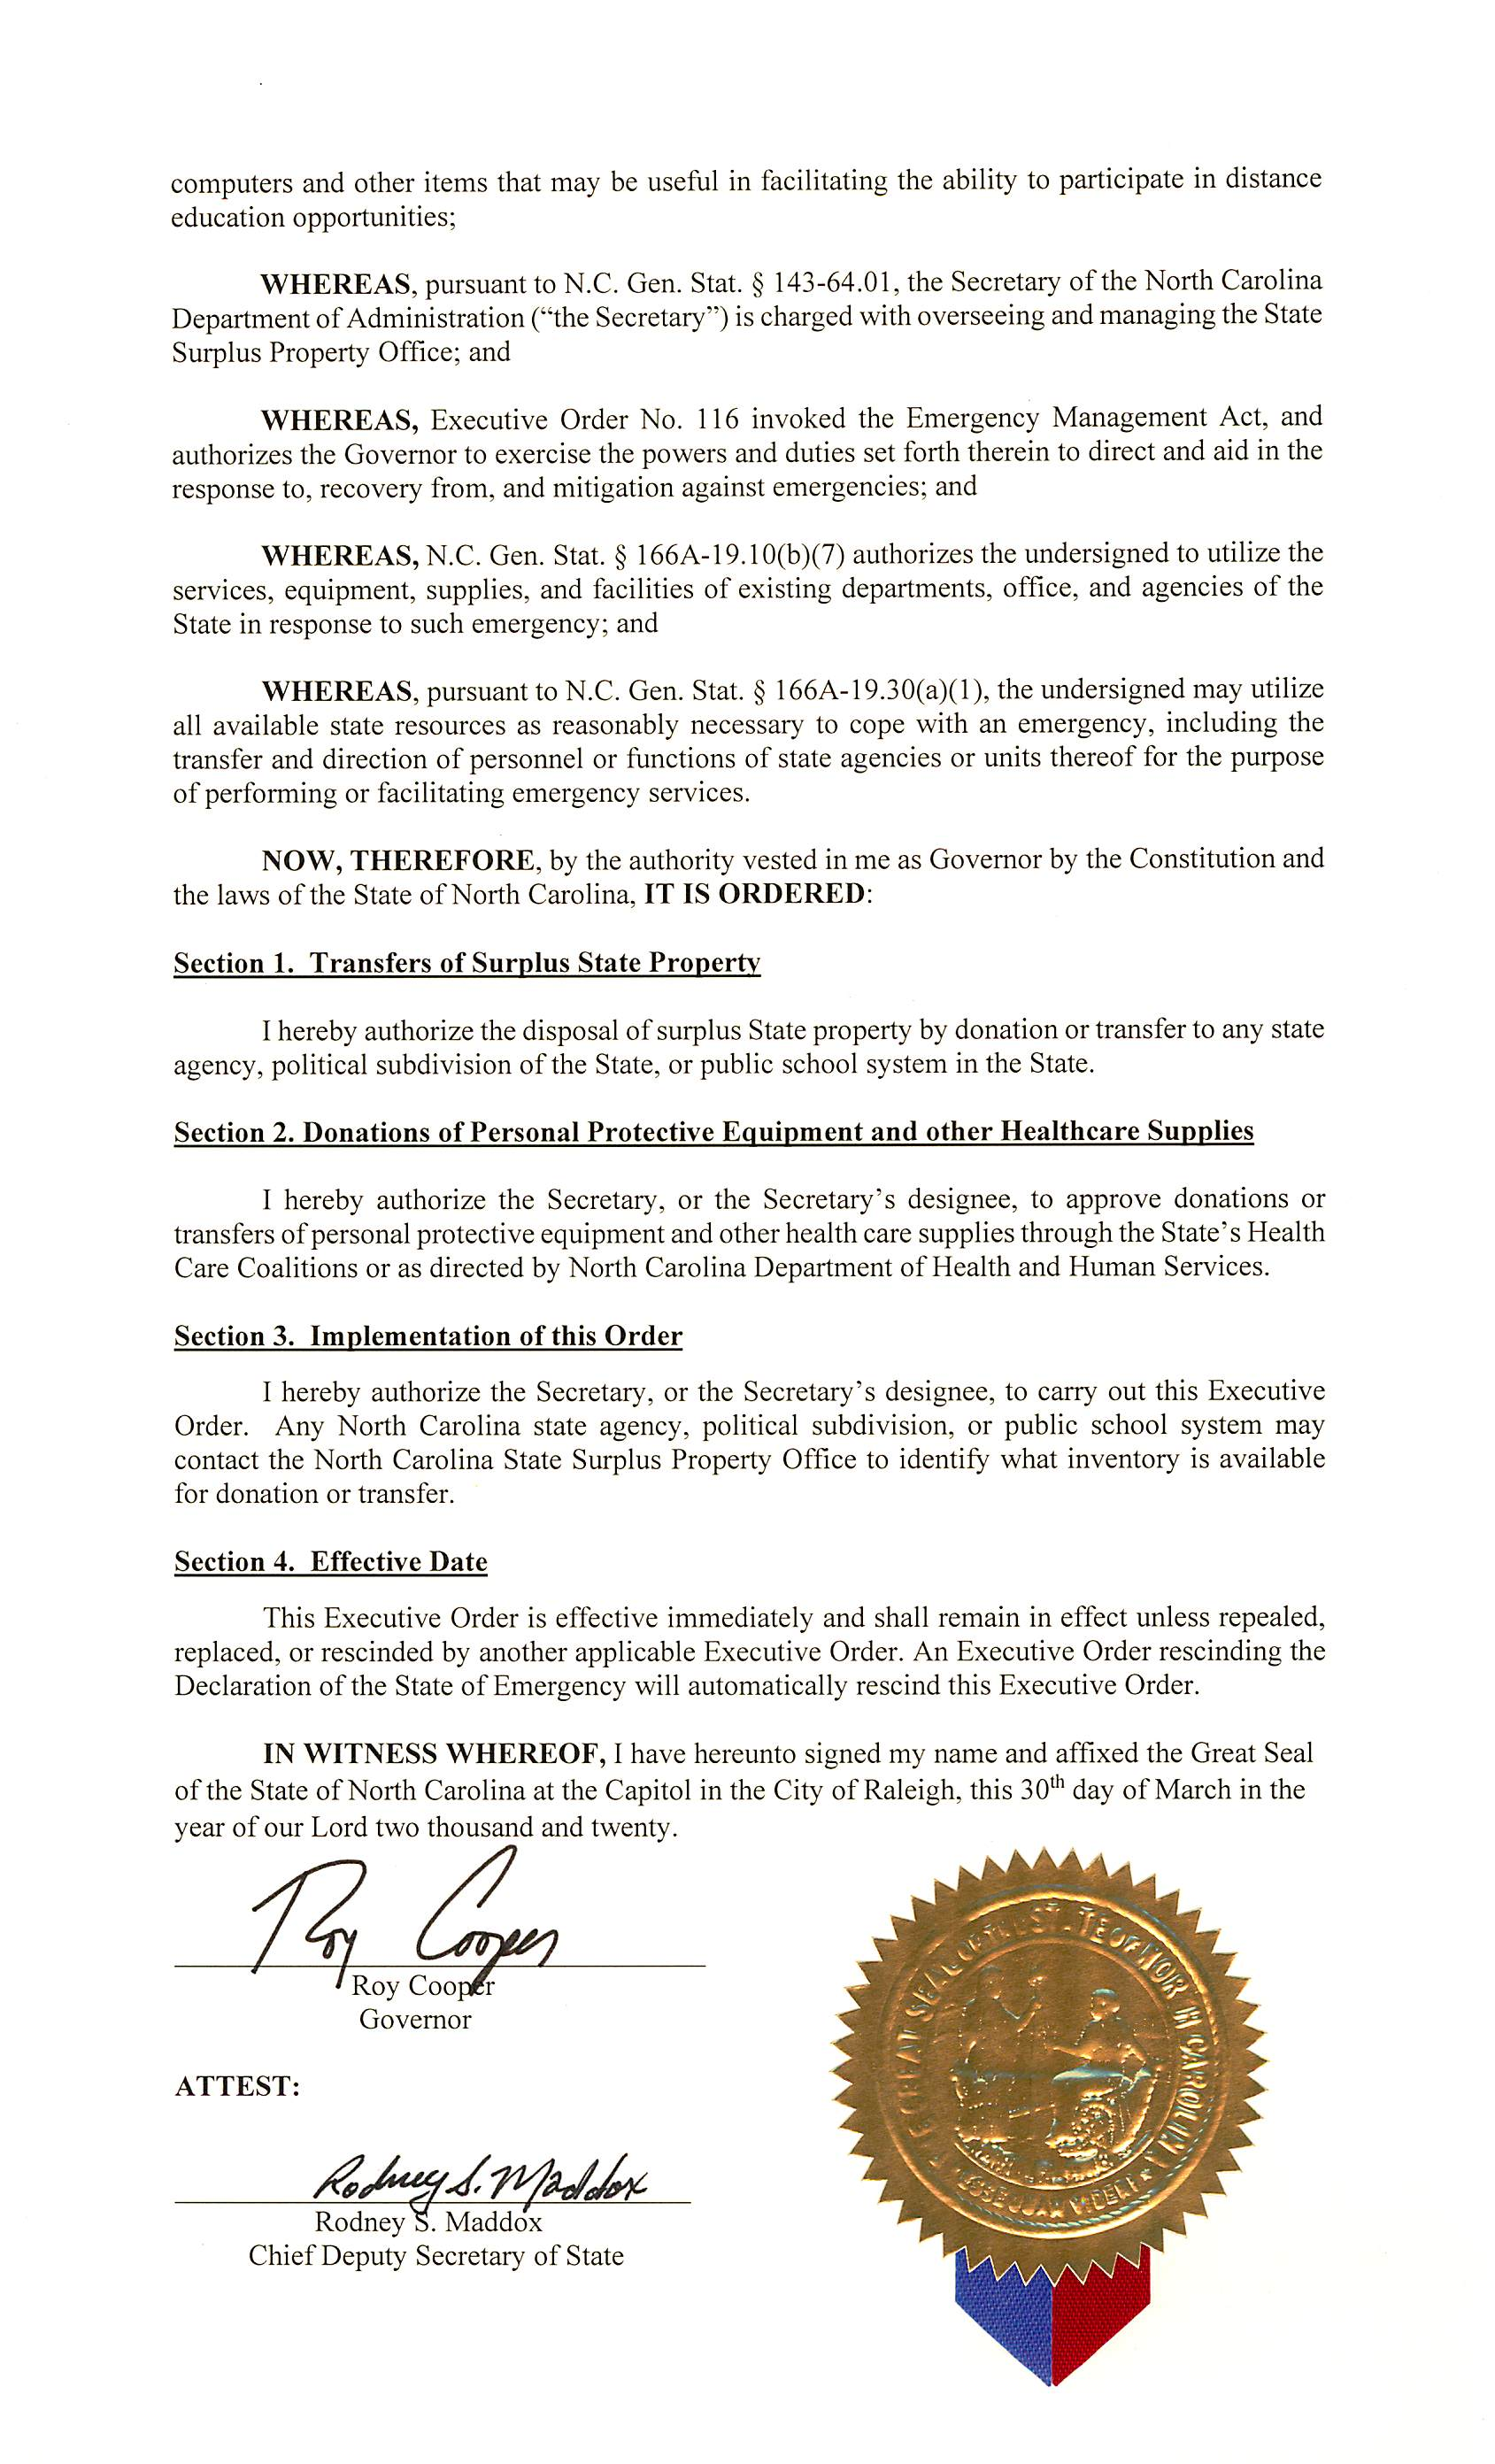 computers and other items that may be useful in facilitating the ability to participate in distance
education opportunities;
WHEREAS, pursuant to N.C. Gen. Stat. § 143-64.01, the Secretary of the North Carolina
Department of Administration (“the Secretary”) is charged with overseeing and managing the State
Surplus Property Office; and
WHEREAS, Executive Order No. 116 invoked the Emergency Management Act, and
authorizes the Governor to exercise the powers and duties set forth therein to direct and aid in the
response to, recovery from, and mitigation against emergencies; and
WHEREAS, N.C. Gen. Stat. § 166A-19.10(b)(7) authorizes the undersigned to utilize the
services, equipment, supplies, and facilities of existing departments, office, and agencies of the
State in response to such emergency; and
WHEREAS, pursuant to N.C. Gen. Stat. § 166A-19.30(a)(1), the undersigned may utilize
all available state resources as reasonably necessary to cope with an emergency, including the
transfer and direction of personnel or functions of state agencies or units thereof for the purpose
of performing or facilitating emergency services.
NOW, THEREFORE, by the authority vested in me as Governor by the Constitution and
the laws of the State of North Carolina, IT IS ORDERED:
Section 1. Transfers of Surplus State Property
I hereby authorize the disposal of surplus State property by donation or transfer to any state
agency, political subdivision of the State, or public school system in the State.
Section 2. Donations of Personal Protective Equipment and other Healthcare Supplies
I hereby authorize the Secretary, or the Secretary’s designee, to approve donations or
transfers of personal protective equipment and other health care supplies through the State’s Health
Care Coalitions or as directed by North Carolina Department of Health and Human Services.
Section 3. Implementation of this Order
I hereby authorize the Secretary, or the Secretary’s designee, to carry out this Executive
Order. Any North Carolina state agency, political subdivision, or public school system may
contact the North Carolina State Surplus Property Office to identify what inventory is available
for donation or transfer.
Section 4. Effective Date
This Executive Order is effective immediately and shall remain in effect unless repealed,
replaced, or rescinded by another applicable Executive Order. An Executive Order rescinding the
Declaration of the State of Emergency will automatically rescind this Executive Order.
IN WITNESS WHEREOF, I have hereunto signed my name and affixed the Great Seal
of the State of North Carolina at the Capitol in the City of Raleigh, this 30th day of March in the
year of our Lord two thousand and twenty.
Roy Cooper
Roy Cooper
Governor
ATTEST:
Rodney S. Maddox
Rodney S. Maddox
Chief Deputy Secretary of State
GREAT SEAL OF CAROLINA